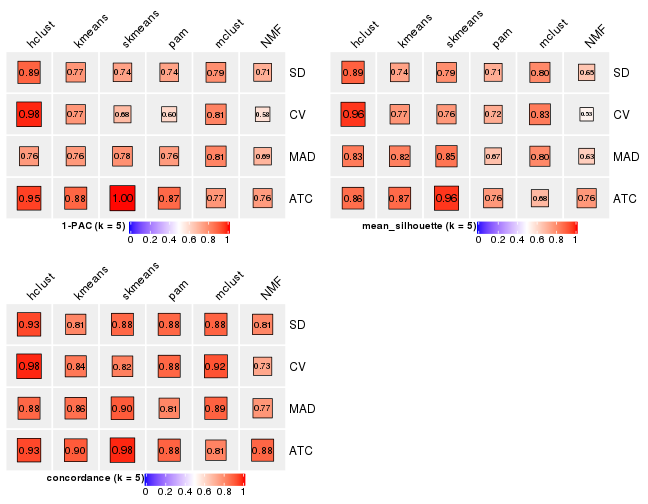 hclust kmeans skmeans pam mclust NMF
0.89 0.77 0.74 0.74 0.79 0.71 SD
0.98 0.77 0.68 0.60 0.81 0.58 CV
0.76 0.76 0.78 0.76 0.81 0.69 MAD
0.95 0.88 1.00 0.87 0.77 0.76 ATC
1-PAC (k = 5)
0 0.2 0.4 0.6 0.8 1
hclust kmeans skmeans pam mclust NMF
0.89 0.74 0.79 0.71 0.80 0.65 SD
0.96 0.77 0.76 0.72 0.83 0.53 CV
0.83 0.82 0.85 0.67 0.80 0.63 MAD
0.86 0.87 0.96 0.76 0.68 0.76 ATC
mean_silhouette (k = 5)
0 0.2 0.4 0.6 0.8 1
hclust kmeans skmeans pam mclust NMF
0.93 0.81 0.88 0.88 0.88 0.81 SD
0.98 0.84 0.82 0.88 0.92 0.73 CV
0.88 0.86 0.90 0.81 0.89 0.77 MAD
0.93 0.90 0.98 0.88 0.81 0.88 ATC
concordance (k = 5)
0 0.2 0.4 0.6 0.8 1